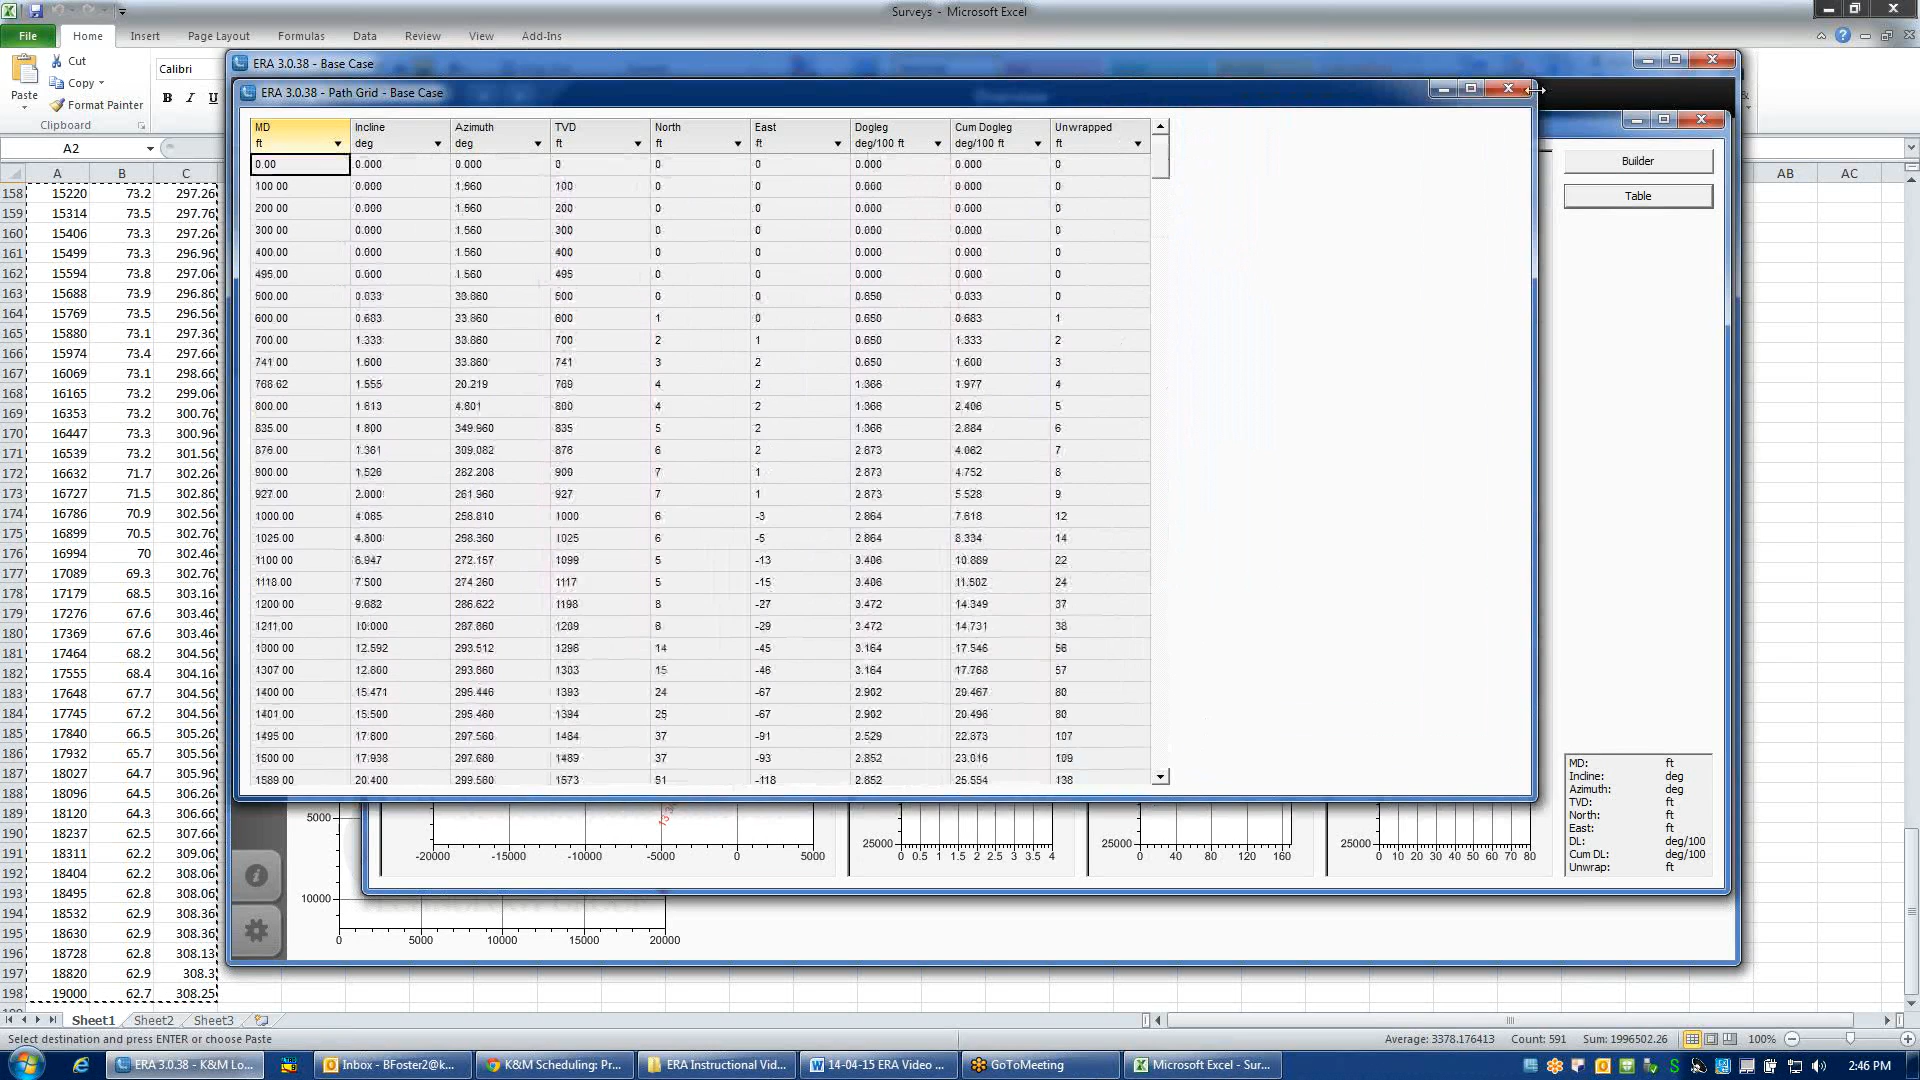 Surveys - Microsoft Excel
File Home Insert Page Layout Formulas Data Review View Add-Ins
Cut
Copy
Format Painter
Paste
Clipboard
Calibri
B I U
A2
A B C AB AC
158 15220 73.2 297.26
159 15314 73.5 297.76
160 15406 73.3 297.26
161 15499 73.3 296.96
162 15594 73.8 297.06
163 15688 73.9 296.86
164 15769 73.5 296.56
165 15880 73.1 297.36
166 15974 73.4 297.66
167 16069 73.1 298.66
168 16165 73.2 299.06
169 16353 73.2 300.76
170 16447 73.3 300.96
171 16539 73.2 301.56
172 16632 71.7 302.26
173 16727 71.5 302.86
174 16786 70.9 302.56
175 16899 70.5 302.76
176 16994 70 302.46
177 17089 69.3 302.76
178 17179 68.5 303.16
179 17276 67.6 303.46
180 17369 67.6 303.46
181 17464 68.2 304.56
182 17555 68.4 304.16
183 17648 67.7 304.56
184 17745 67.2 304.56
185 17840 66.5 305.26
186 17932 65.7 305.56
187 18027 64.7 305.96
188 18096 64.5 306.26
189 18120 64.3 306.66
190 18237 62.5 307.66
191 18311 62.2 309.06
192 18404 62.2 308.06
193 18495 62.8 308.06
194 18532 62.9 308.36
195 18630 62.9 308.36
196 18728 62.8 308.13
197 18820 62.9 308.3
198 19000 62.7 308.25
ERA 3.0.38 - Base Case
ERA 3.0.38 - Path Grid - Base Case
MD Incline Azimuth TVD North East Dogleg Cum Dogleg Unwrapped
ft deg deg ft ft ft deg/100 ft deg/100 ft ft
0.00 0.000 0.000 0 0 0 0.000 0.000 0
100.00 0.000 1.560 100 0 0 0.000 0.000 0
200.00 0.000 1.560 200 0 0 0.000 0.000 0
300.00 0.000 1.560 300 0 0 0.000 0.000 0
400.00 0.000 1.560 400 0 0 0.000 0.000 0
495.00 0.000 1.560 495 0 0 0.000 0.000 0
500.00 0.033 33.860 500 0 0 0.650 0.033 0
600.00 0.683 33.860 600 1 0 0.650 0.683 1
700.00 1.333 33.860 700 2 1 0.650 1.333 2
741.00 1.600 33.860 741 3 2 0.650 1.600 3
768.62 1.555 20.219 769 4 2 1.366 1.977 4
800.00 1.613 4.801 800 4 2 1.366 2.406 5
835.00 1.800 349.960 835 5 2 1.366 2.884 6
876.00 1.361 309.082 876 6 2 2.873 4.062 7
900.00 1.526 282.208 900 7 1 2.873 4.752 8
927.00 2.000 261.960 927 7 1 2.873 5.528 9
1000.00 4.085 258.810 1000 6 -3 2.864 7.618 12
1025.00 4.800 258.360 1025 6 -5 2.864 8.334 14
1100.00 6.947 272.157 1099 5 -13 3.406 10.889 22
1118.00 7.500 274.260 1117 5 -15 3.406 11.502 24
1200.00 9.682 286.622 1198 8 -27 3.472 14.349 37
1211.00 10.000 287.860 1209 8 -29 3.472 14.731 38
1300.00 12.592 293.512 1296 14 -45 3.164 17.546 56
1307.00 12.800 293.860 1303 15 -46 3.164 17.768 57
1400.00 15.471 295.446 1393 24 -67 2.902 20.467 80
1401.00 15.500 295.460 1394 25 -67 2.902 20.496 80
1495.00 17.800 297.560 1484 37 -91 2.529 22.873 107
1500.00 17.938 297.680 1489 37 -93 2.852 23.016 109
1589.00 20.400 299.560 1573 51 -118 2.852 25.554 138
Builder
Table
MD: ft
Incline: deg
Azimuth: deg
TVD: ft
North: ft
East: ft
DL: deg/100
Cum DL: deg/100
Unwrap: ft
5000 25000 25000 25000
-20000 -15000 -10000 -5000 0 5000 0 0.5 1 1.5 2 2.5 3 3.5 4 0 40 80 120 160 0 10 20 30 40 50 60 70 80
10000
0 5000 10000 15000 20000
Sheet1 Sheet2 Sheet3
Select destination and press ENTER or choose Paste
Average: 3378.176413 Count: 591 Sum: 1996502.26 100%
ERA 3.0.38 - K&M Lo... Inbox - BFoster2@k... K&M Scheduling: Pr... ERA Instructional Vid... 14-04-15 ERA Video ... GoToMeeting Microsoft Excel - Sur... 2:46 PM